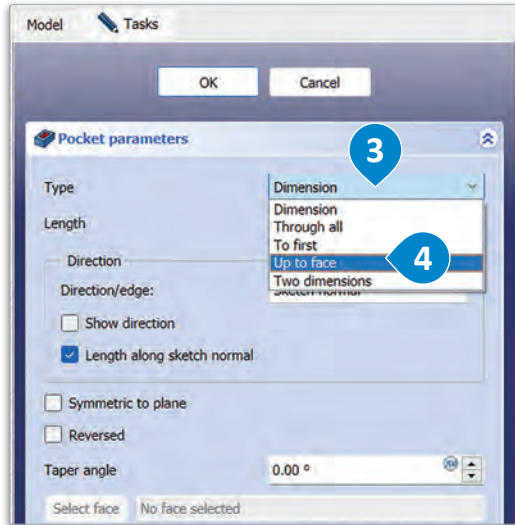 Model Tasks
OK Cancel
Pocket parameters
3
Type Dimension
Dimension
Length Through all
To first
Direction Up to face 4
Two dimensions
Direction/edge: Sketch normal
Show direction
Length along sketch normal
Symmetric to plane
Reversed
Taper angle 0.00 °
Select face No face selected